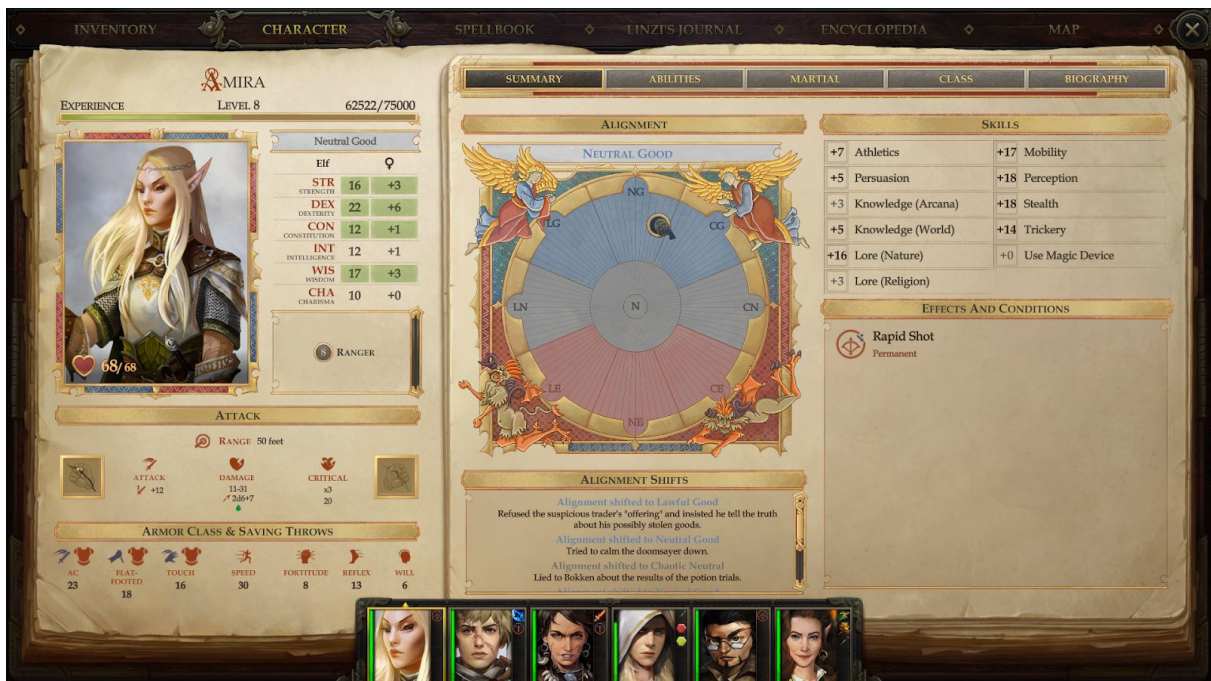 INVENTORY
CHARACTER
SPELLBOOK
LINZI'S JOURNAL
ENCYCLOPEDIA
MAP
AMIRA
EXPERIENCE LEVEL 8 62522/75000
Neutral Good
Elf ♀
STR 16 +3
STRENGTH
DEX 22 +6
DEXTERITY
CON 12 +1
CONSTITUTION
INT 12 +1
INTELLIGENCE
WIS 17 +3
WISDOM
CHA 10 +0
CHARISMA
68/68
8 RANGER
ATTACK
RANGE 50 feet
ATTACK
+12
DAMAGE
11-31
2d6+7
CRITICAL
x3
20
ARMOR CLASS & SAVING THROWS
AC
23
FLAT-
FOOTED
18
TOUCH
16
SPEED
30
FORTITUDE
8
REFLEX
13
WILL
6
SUMMARY
ABILITIES
MARTIAL
CLASS
BIOGRAPHY
ALIGNMENT
NEUTRAL GOOD
NG
LG
CG
LN
N
CN
LE
CE
NE
ALIGNMENT SHIFTS
Alignment shifted to Lawful Good
Refused the suspicious trader's "offering" and insisted he tell the truth
about his possibly stolen goods.
Alignment shifted to Neutral Good
Tried to calm the doomsayer down.
Alignment shifted to Chaotic Neutral
Lied to Bokken about the results of the potion trials.
SKILLS
+7 Athletics
+5 Persuasion
+3 Knowledge (Arcana)
+5 Knowledge (World)
+16 Lore (Nature)
+3 Lore (Religion)
+17 Mobility
+18 Perception
+18 Stealth
+14 Trickery
+0 Use Magic Device
EFFECTS AND CONDITIONS
Rapid Shot
Permanent